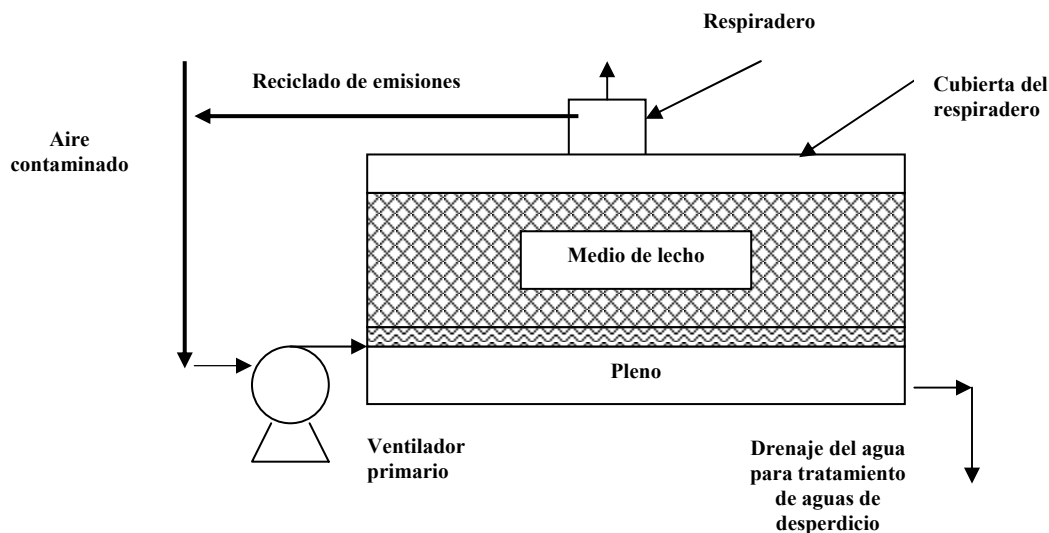 Respiradero
Reciclado de emisiones
Cubierta del
respiradero
Aire
contaminado
Medio de lecho
Pleno
Ventilador
primario
Drenaje del agua
para tratamiento
de aguas de
desperdicio